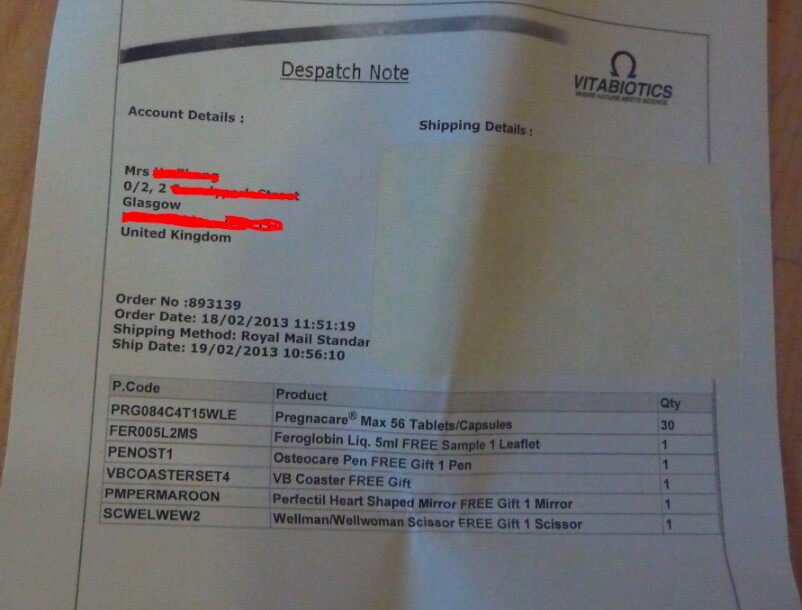 Despatch Note
VITABIOTICS
WHERE NATURE MEETS SCIENCE
Account Details :
Shipping Details :
Mrs
0/2, 2
Glasgow
United Kingdom
Order No :893139
Order Date: 18/02/2013 11:51:19
Shipping Method: Royal Mail Standar
Ship Date: 19/02/2013 10:56:10
P.Code Product Qty
PRG084C4T15WLE Pregnacare® Max 56 Tablets/Capsules 30
FER005L2MS Feroglobin Liq. 5ml FREE Sample 1 Leaflet 1
PENOST1 Osteocare Pen FREE Gift 1 Pen 1
VBCOASTERSET4 VB Coaster FREE Gift 1
PMPERMAROON Perfectil Heart Shaped Mirror FREE Gift 1 Mirror 1
SCWELWEW2 Wellman/Wellwoman Scissor FREE Gift 1 Scissor 1